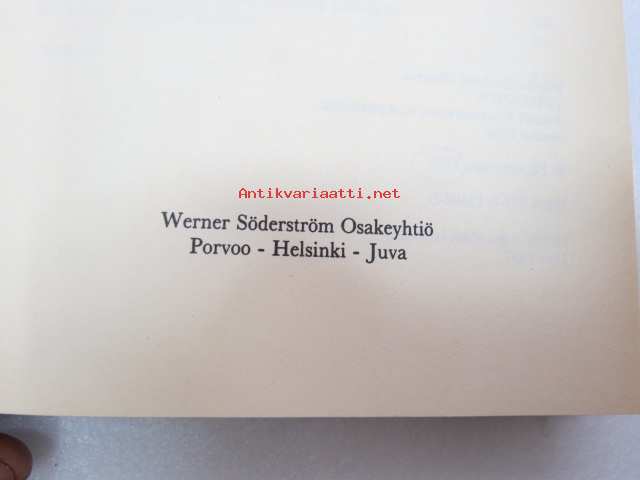 Antikvariaatti.net
Werner Söderström Osakeyhtiö
Porvoo - Helsinki - Juva